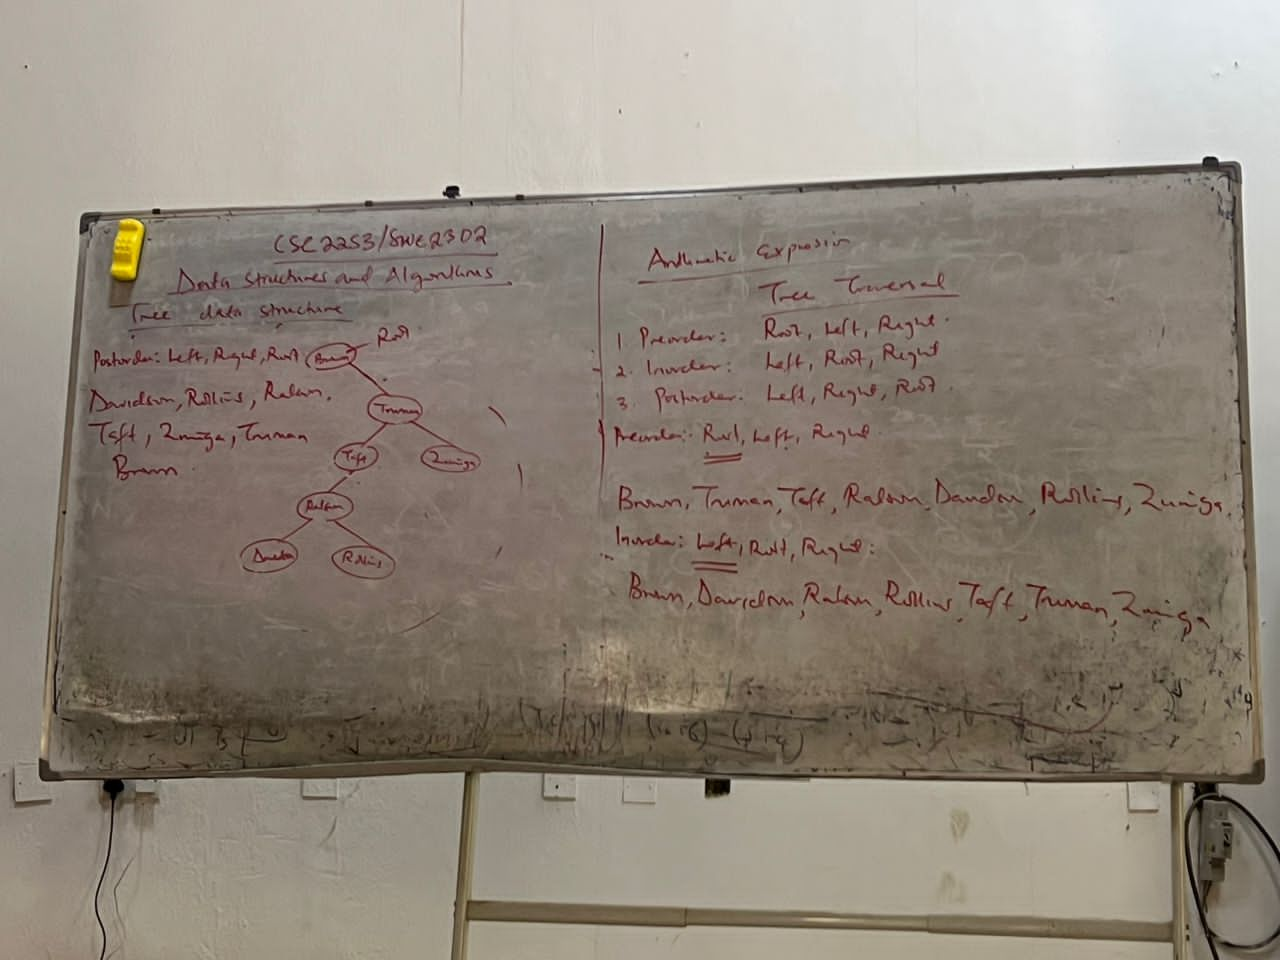 CSC2253/SWE2302
Data Structures and Algorithms
Tree data structure
Postorder: Left, Right, Root
Davidson, Rollins, Ralson,
Taft, Zuniga, Truman
Brown
Root
Brown
Truman
Taft
Zuniga
Ralson
Rollins
Arithmetic Expression
Tree Traversal
1. Preorder: Root, Left, Right.
2. Inorder: Left, Root, Right
3. Postorder: Left, Right, Root.
Preorder: Root, Left, Right.
Brown, Truman, Taft, Ralson, Davidson, Rollins, Zuniga.
Inorder: Left, Root, Right:
Brown, Davidson, Ralson, Rollins, Taft, Truman, Zuniga